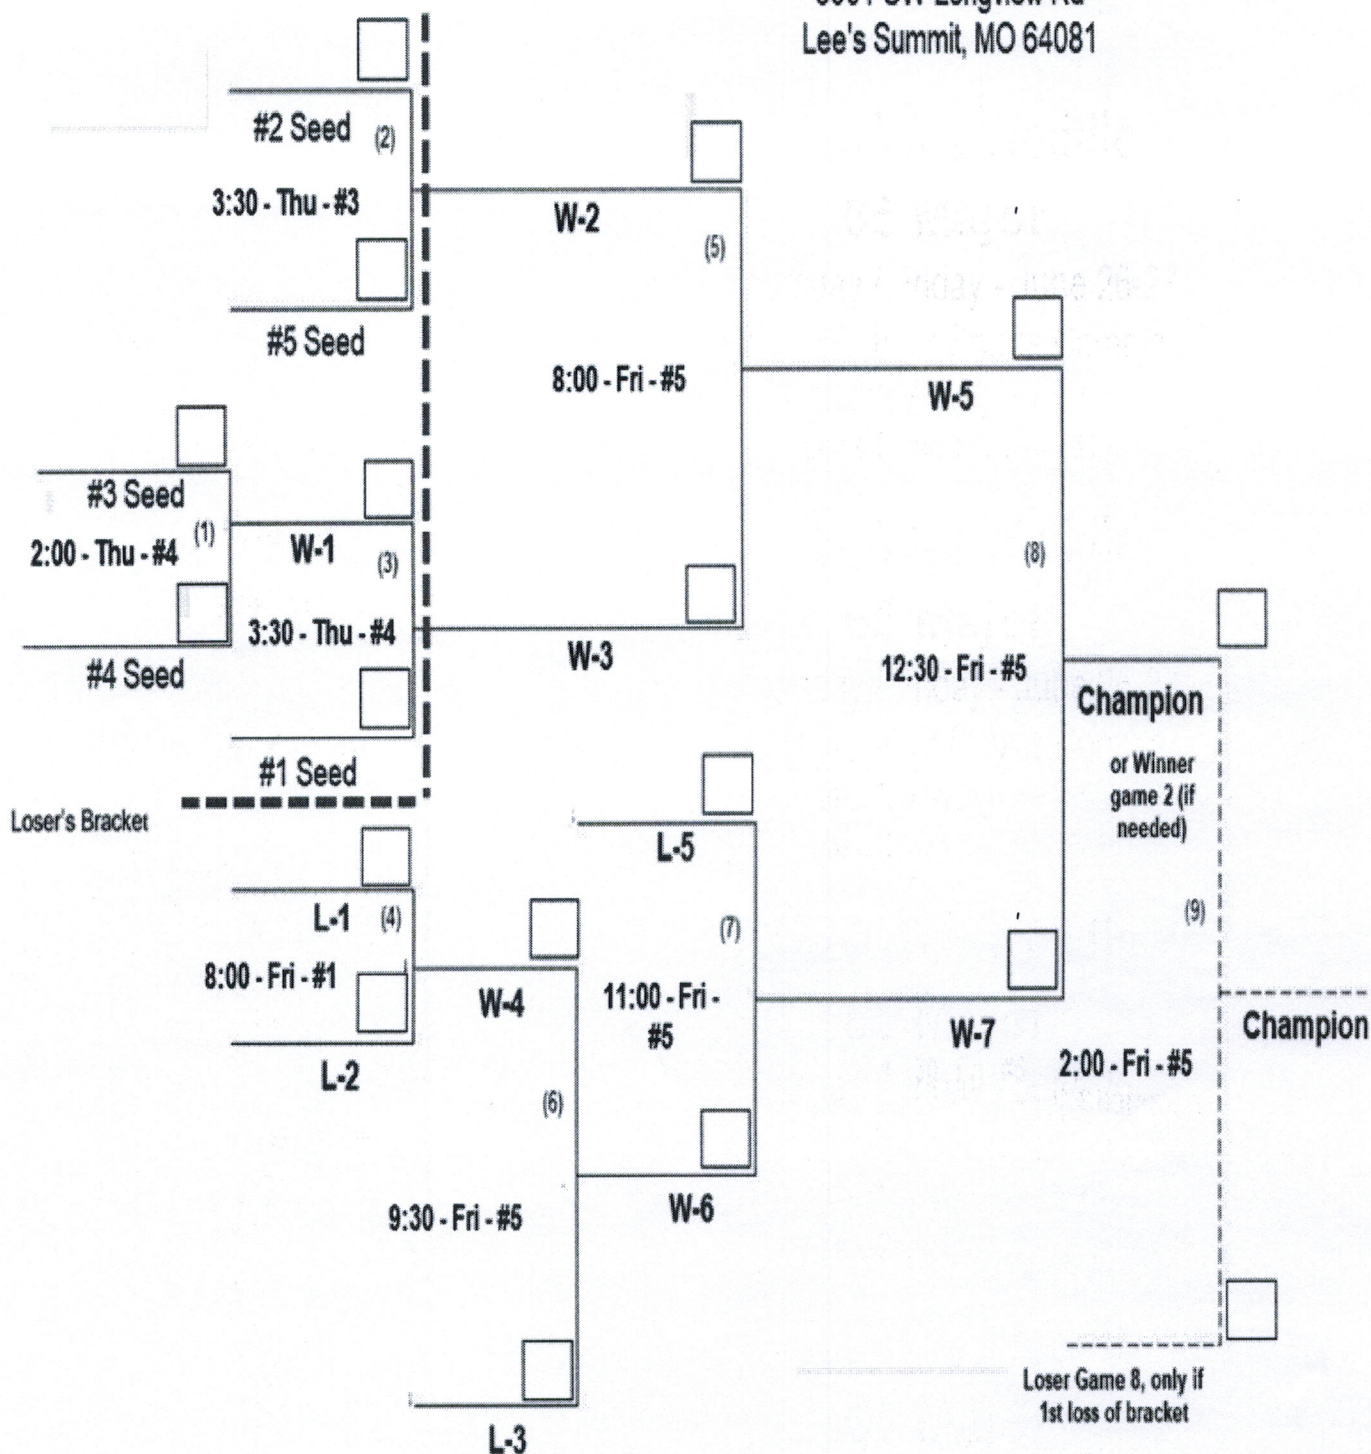 Lee's Summit, MO 64081
#2 Seed
(2)
3:30 - Thu - #3
W-2
(5)
#5 Seed
8:00 - Fri - #5
W-5
#3 Seed
(1)
2:00 - Thu - #4
W-1
(3)
(8)
3:30 - Thu - #4
W-3
12:30 - Fri - #5
#4 Seed
Champion
#1 Seed
or Winner
game 2 (if
needed)
Loser's Bracket
L-5
L-1
(4)
(7)
(9)
8:00 - Fri - #1
W-4
11:00 - Fri -
#5
W-7
Champion
L-2
2:00 - Fri - #5
(6)
9:30 - Fri - #5
W-6
Loser Game 8, only if
1st loss of bracket
L-3